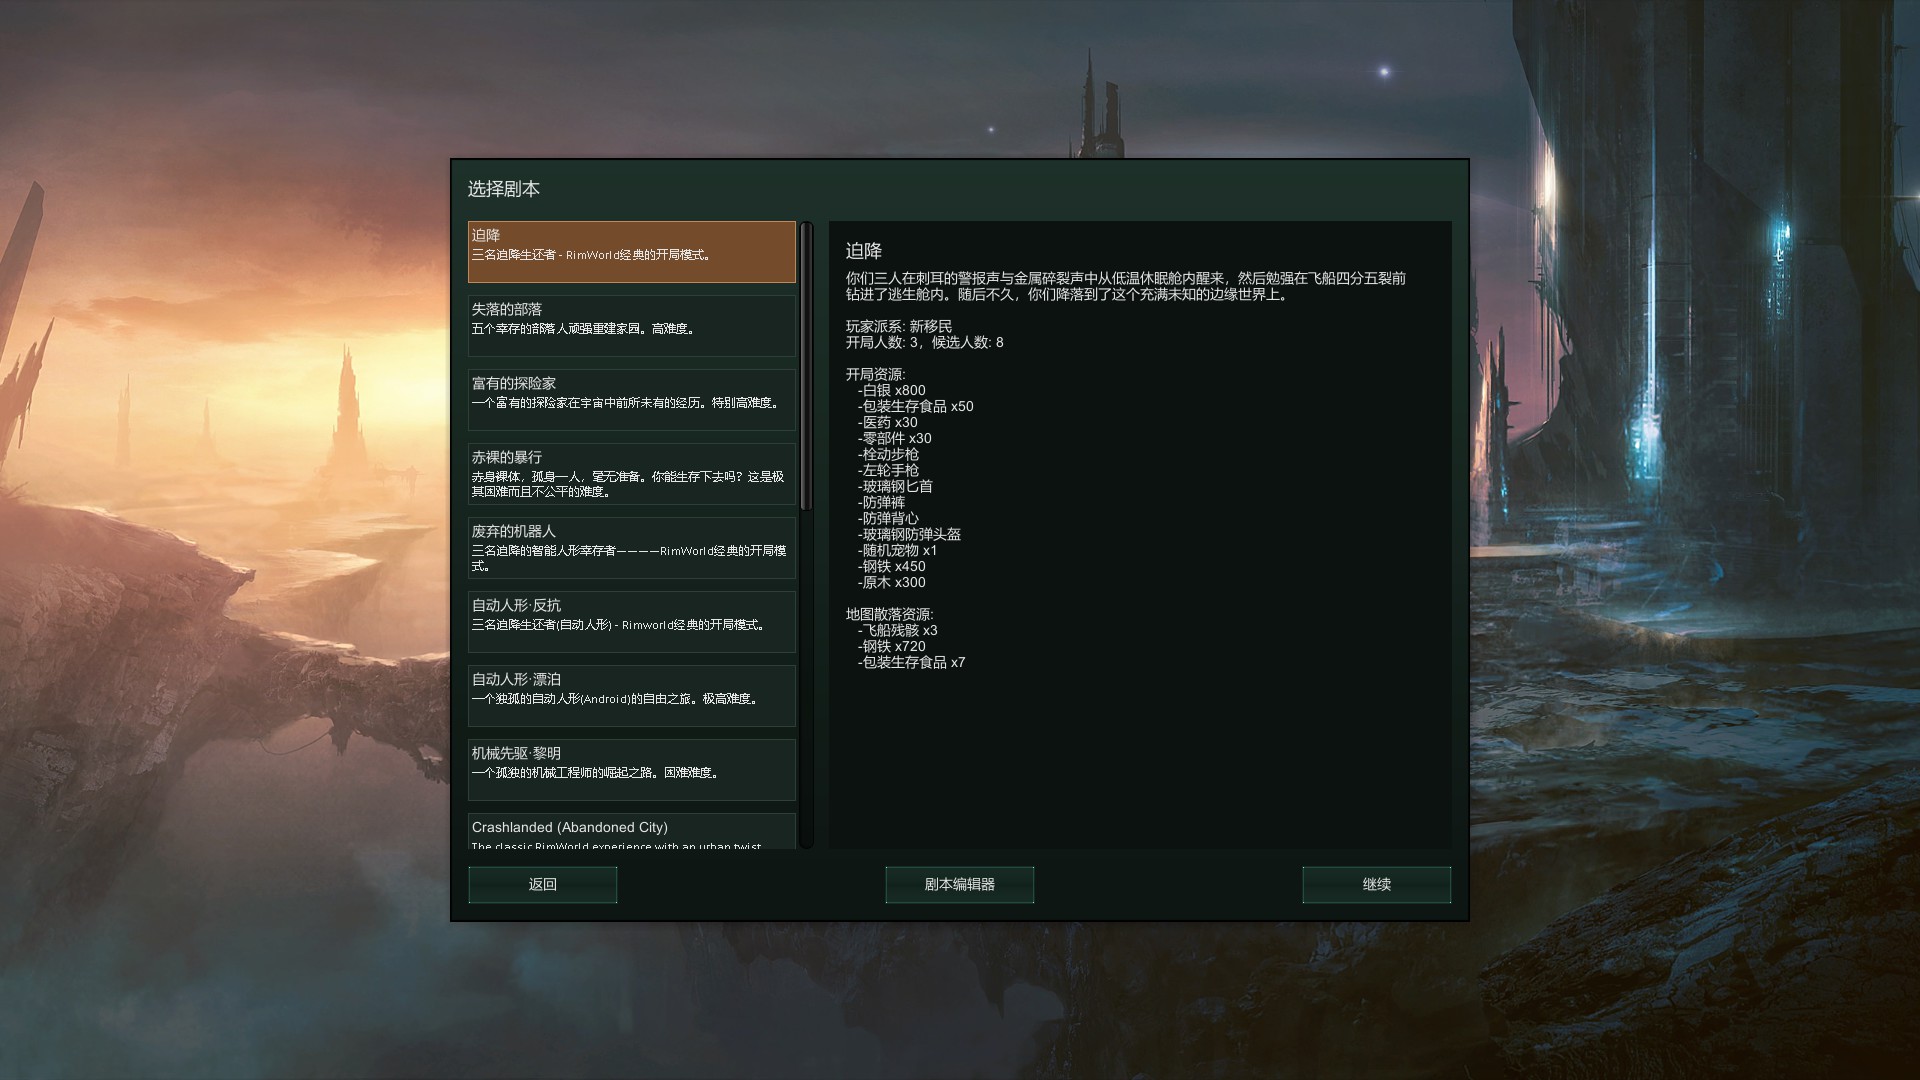 选择剧本
迫降
三名迫降生还者 - RimWorld经典的开局模式。
失落的部落
五个幸存的部落人顽强重建家园。高难度。
富有的探险家
一个富有的探险家在宇宙中前所未有的经历。特别高难度。
赤裸的暴行
赤身裸体，孤身一人，毫无准备。你能生存下去吗？这是极
其困难而且不公平的难度。
废弃的机器人
三名迫降的智能人形幸存者————RimWorld经典的开局模
式。
自动人形·反抗
三名迫降生还者(自动人形) - Rimworld经典的开局模式。
自动人形·漂泊
一个独孤的自动人形(Android)的自由之旅。极高难度。
机械先驱·黎明
一个孤独的机械工程师的崛起之路。困难难度。
Crashlanded (Abandoned City)
The classic RimWorld experience with an urban twist
迫降
你们三人在刺耳的警报声与金属碎裂声中从低温休眠舱内醒来，然后勉强在飞船四分五裂前
钻进了逃生舱内。随后不久，你们降落到了这个充满未知的边缘世界上。
玩家派系: 新移民
开局人数: 3，候选人数: 8
开局资源:
-白银 x800
-包装生存食品 x50
-医药 x30
-零部件 x30
-栓动步枪
-左轮手枪
-玻璃钢匕首
-防弹裤
-防弹背心
-玻璃钢防弹头盔
-随机宠物 x1
-钢铁 x450
-原木 x300
地图散落资源:
-飞船残骸 x3
-钢铁 x720
-包装生存食品 x7
返回
剧本编辑器
继续